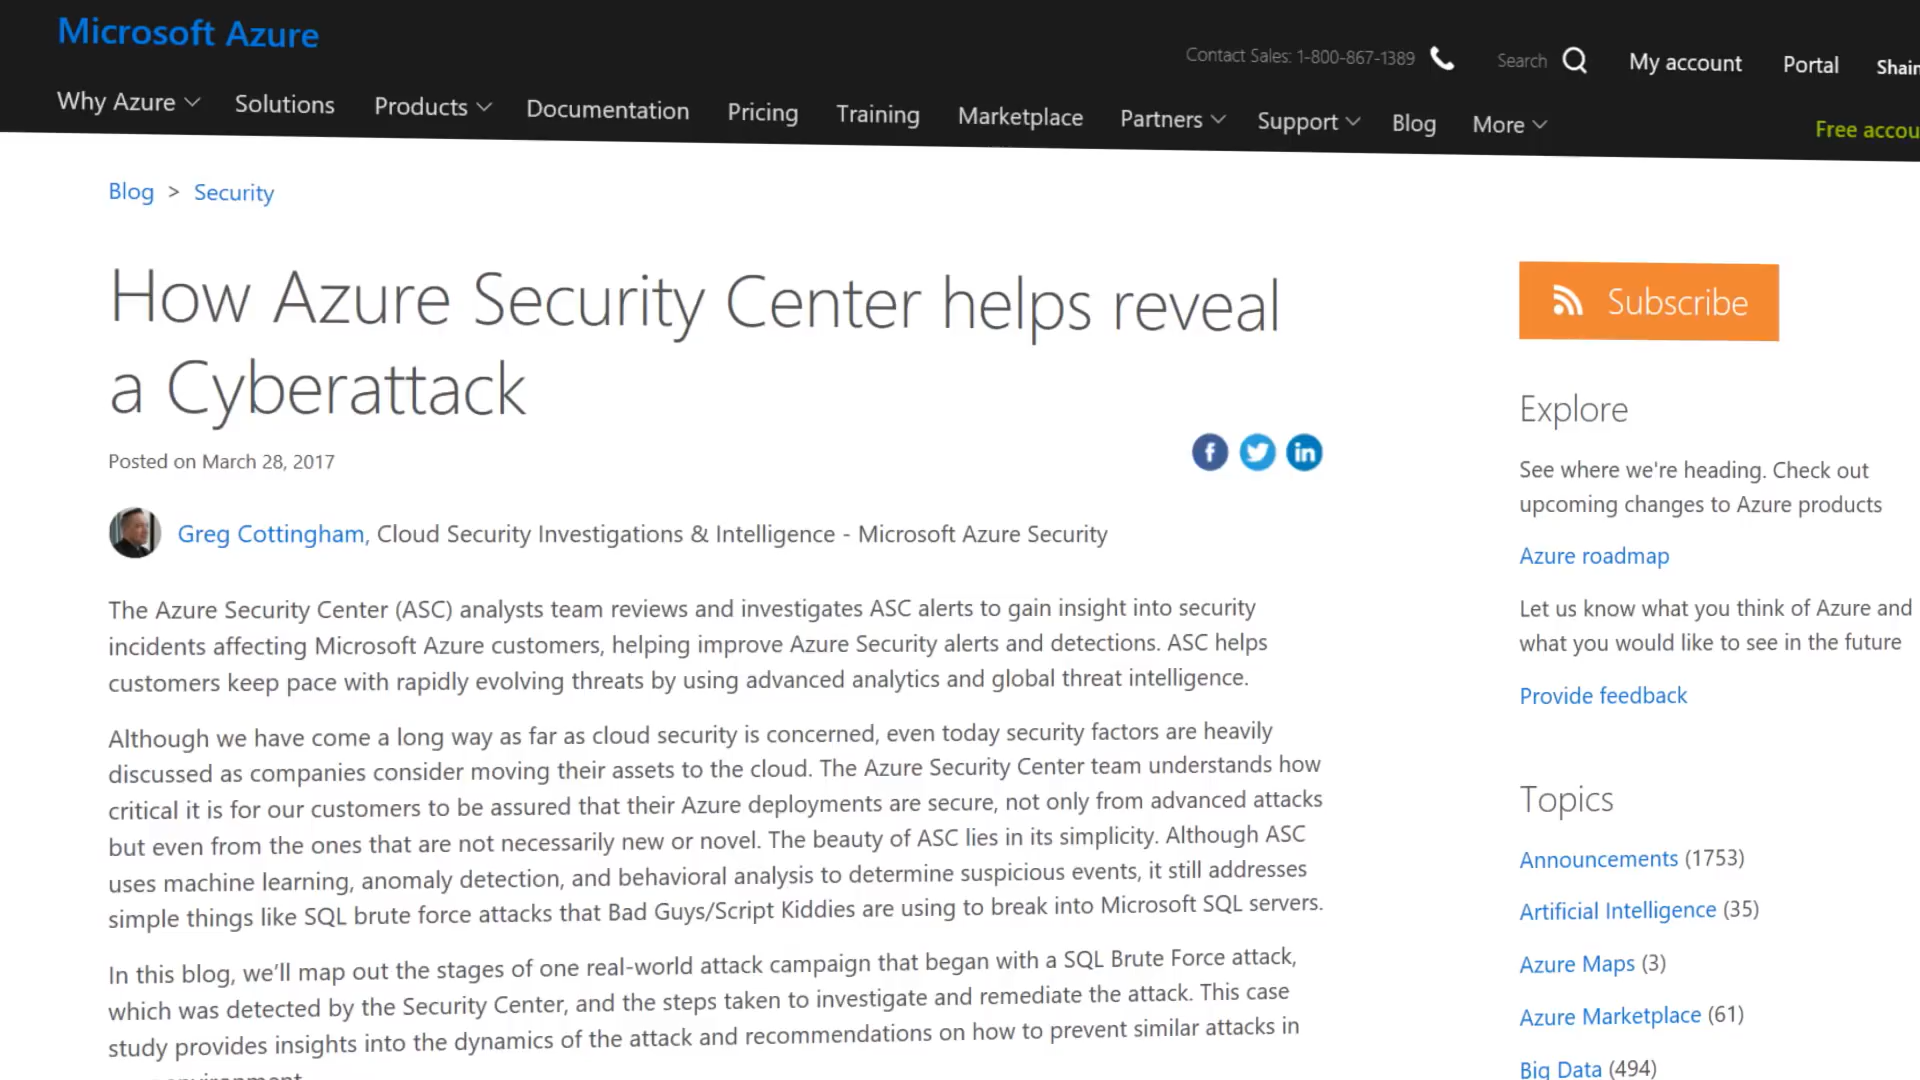 Microsoft Azure
Contact Sales: 1-800-867-1389
Search
My account
Portal
Why Azure
Solutions
Products
Documentation
Pricing
Training
Marketplace
Partners
Support
Blog
More
Free
Blog > Security
How Azure Security Center helps reveal
a Cyberattack
Posted on March 28, 2017
Greg Cottingham, Cloud Security Investigations & Intelligence - Microsoft Azure Security
The Azure Security Center (ASC) analysts team reviews and investigates ASC alerts to gain insight into security
incidents affecting Microsoft Azure customers, helping improve Azure Security alerts and detections. ASC helps
customers keep pace with rapidly evolving threats by using advanced analytics and global threat intelligence.
Although we have come a long way as far as cloud security is concerned, even today security factors are heavily
discussed as companies consider moving their assets to the cloud. The Azure Security Center team understands how
critical it is for our customers to be assured that their Azure deployments are secure, not only from advanced attacks
but even from the ones that are not necessarily new or novel. The beauty of ASC lies in its simplicity. Although ASC
uses machine learning, anomaly detection, and behavioral analysis to determine suspicious events, it still addresses
simple things like SQL brute force attacks that Bad Guys/Script Kiddies are using to break into Microsoft SQL servers.
In this blog, we'll map out the stages of one real-world attack campaign that began with a SQL Brute Force attack,
which was detected by the Security Center, and the steps taken to investigate and remediate the attack. This case
study provides insights into the dynamics of the attack and recommendations on how to prevent similar attacks in
Subscribe
Explore
See where we're heading. Check out
upcoming changes to Azure products
Azure roadmap
Let us know what you think of Azure and
what you would like to see in the future
Provide feedback
Topics
Announcements (1753)
Artificial Intelligence (35)
Azure Maps (3)
Azure Marketplace (61)
Big Data (494)